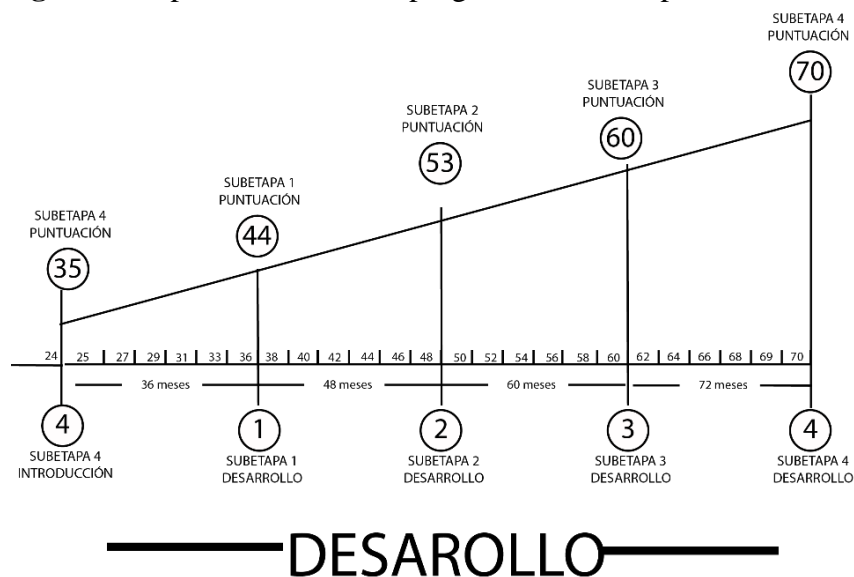 SUBETAPA 4
PUNTUACIÓN
70
SUBETAPA 3
PUNTUACIÓN
60
SUBETAPA 2
PUNTUACIÓN
53
SUBETAPA 1
PUNTUACIÓN
44
SUBETAPA 4
PUNTUACIÓN
35
24 25 27 29 31 33 36 38 40 42 44 46 48 50 52 54 56 58 60 62 64 66 68 69 70
36 meses 48 meses 60 meses 72 meses
4 1 2 3 4
SUBETAPA 4 SUBETAPA 1 SUBETAPA 2 SUBETAPA 3 SUBETAPA 4
INTRODUCCIÓN DESARROLLO DESARROLLO DESARROLLO DESARROLLO
DESAROLLO